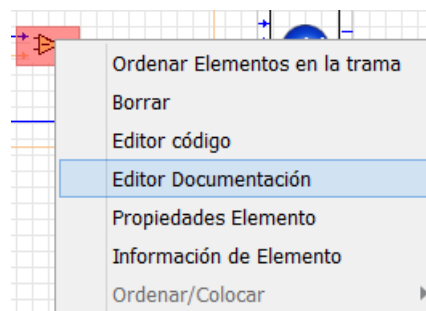 Ordenar Elementos en la trama
Borrar
Editor código
Editor Documentación
Propiedades Elemento
Información de Elemento
Ordenar/Colocar